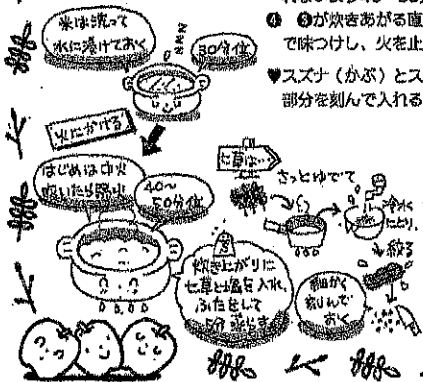 米は洗って
水に漬けておく
30分位
火にかける
はじめは中火
吹いたら弱火
40〜
50分位
炊き上がりに
七草と塩を入れ、
ふたをして
5分蒸らす
七草は…
さっとゆでて
冷水
にとり、
絞る
細かく
刻んで
おく
❹ ❸が炊きあがる直
で味つけし、火を止
♥スズナ（かぶ）とス
部分を刻んで入れる